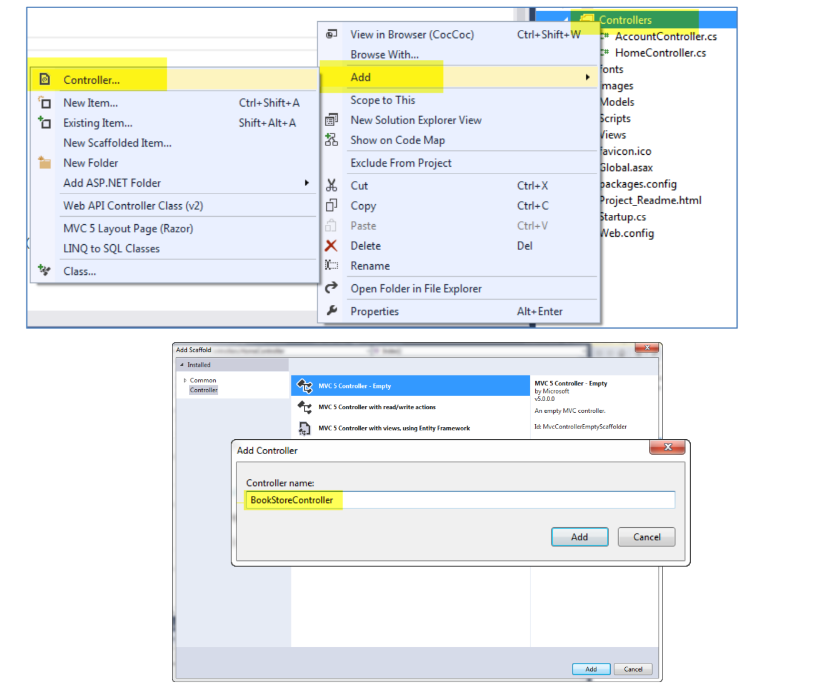 View in Browser (CocCoc) Ctrl+Shift+W
Browse With...
Add
Scope to This
New Solution Explorer View
Show on Code Map
Exclude From Project
Cut Ctrl+X
Copy Ctrl+C
Paste Ctrl+V
Delete Del
Rename
Open Folder in File Explorer
Properties Alt+Enter
Controller...
New Item... Ctrl+Shift+A
Existing Item... Shift+Alt+A
New Scaffolded Item...
New Folder
Add ASP.NET Folder
Web API Controller Class (v2)
MVC 5 Layout Page (Razor)
LINQ to SQL Classes
Class...
Controllers
AccountController.cs
HomeController.cs
fonts
Images
Models
Scripts
Views
favicon.ico
Global.asax
packages.config
Project_Readme.html
Startup.cs
Web.config
Add Scaffold
Installed
Common
Controller
MVC 5 Controller - Empty
MVC 5 Controller with read/write actions
MVC 5 Controller with views, using Entity Framework
MVC 5 Controller - Empty
by Microsoft
v5.0.0.0
An empty MVC controller.
Id: MvcControllerEmptyScaffolder
Add Controller
Controller name:
BookStoreController
Add Cancel
Add Cancel